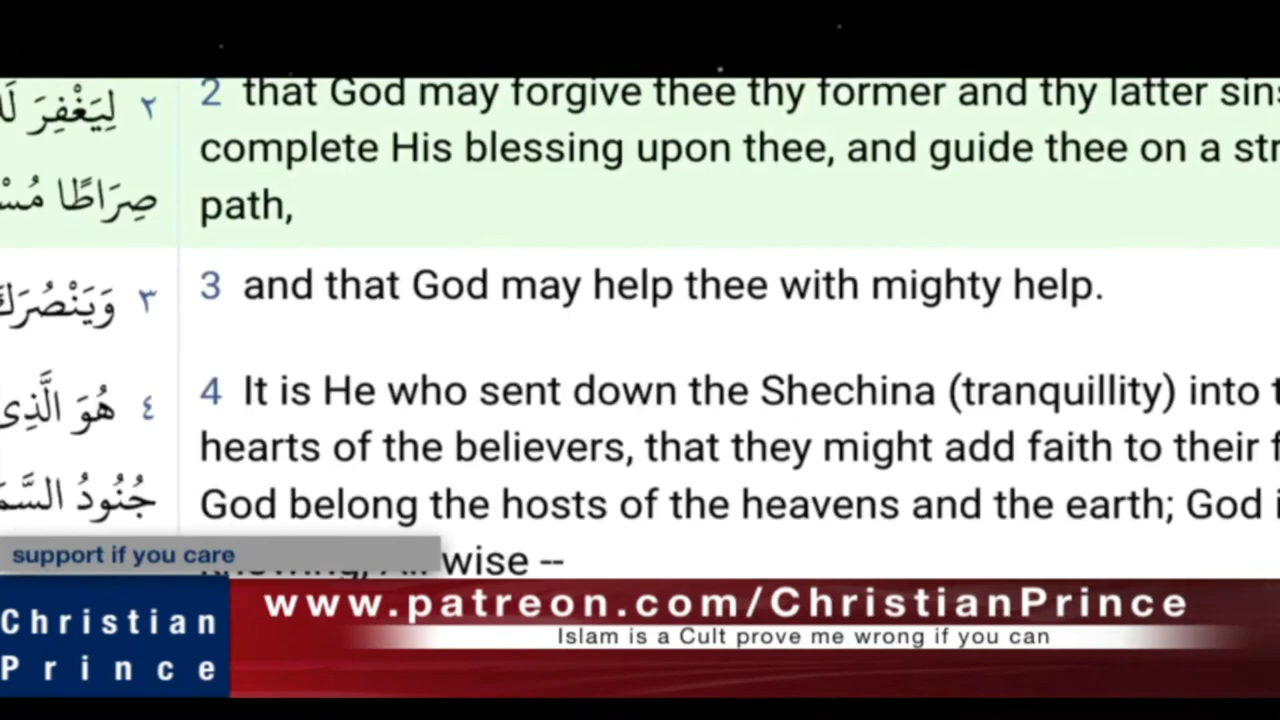 2 that God may forgive thee thy former and thy latter sins
٢ لِيَغْفِرَ
complete His blessing upon thee, and guide thee on a
صِرَاطًا
path,
3 and that God may help thee with mighty help.
٣ وَيَنْصُرَكَ
4 It is He who sent down the Shechina (tranquillity) into
٤ هُوَ الَّذِى
hearts of the believers, that they might add faith to their
God belong the hosts of the heavens and the earth; God
جُنُودُ
wise --
support if you care
Christian
Prince
www.patreon.com/ChristianPrince
Islam is a Cult prove me wrong if you can